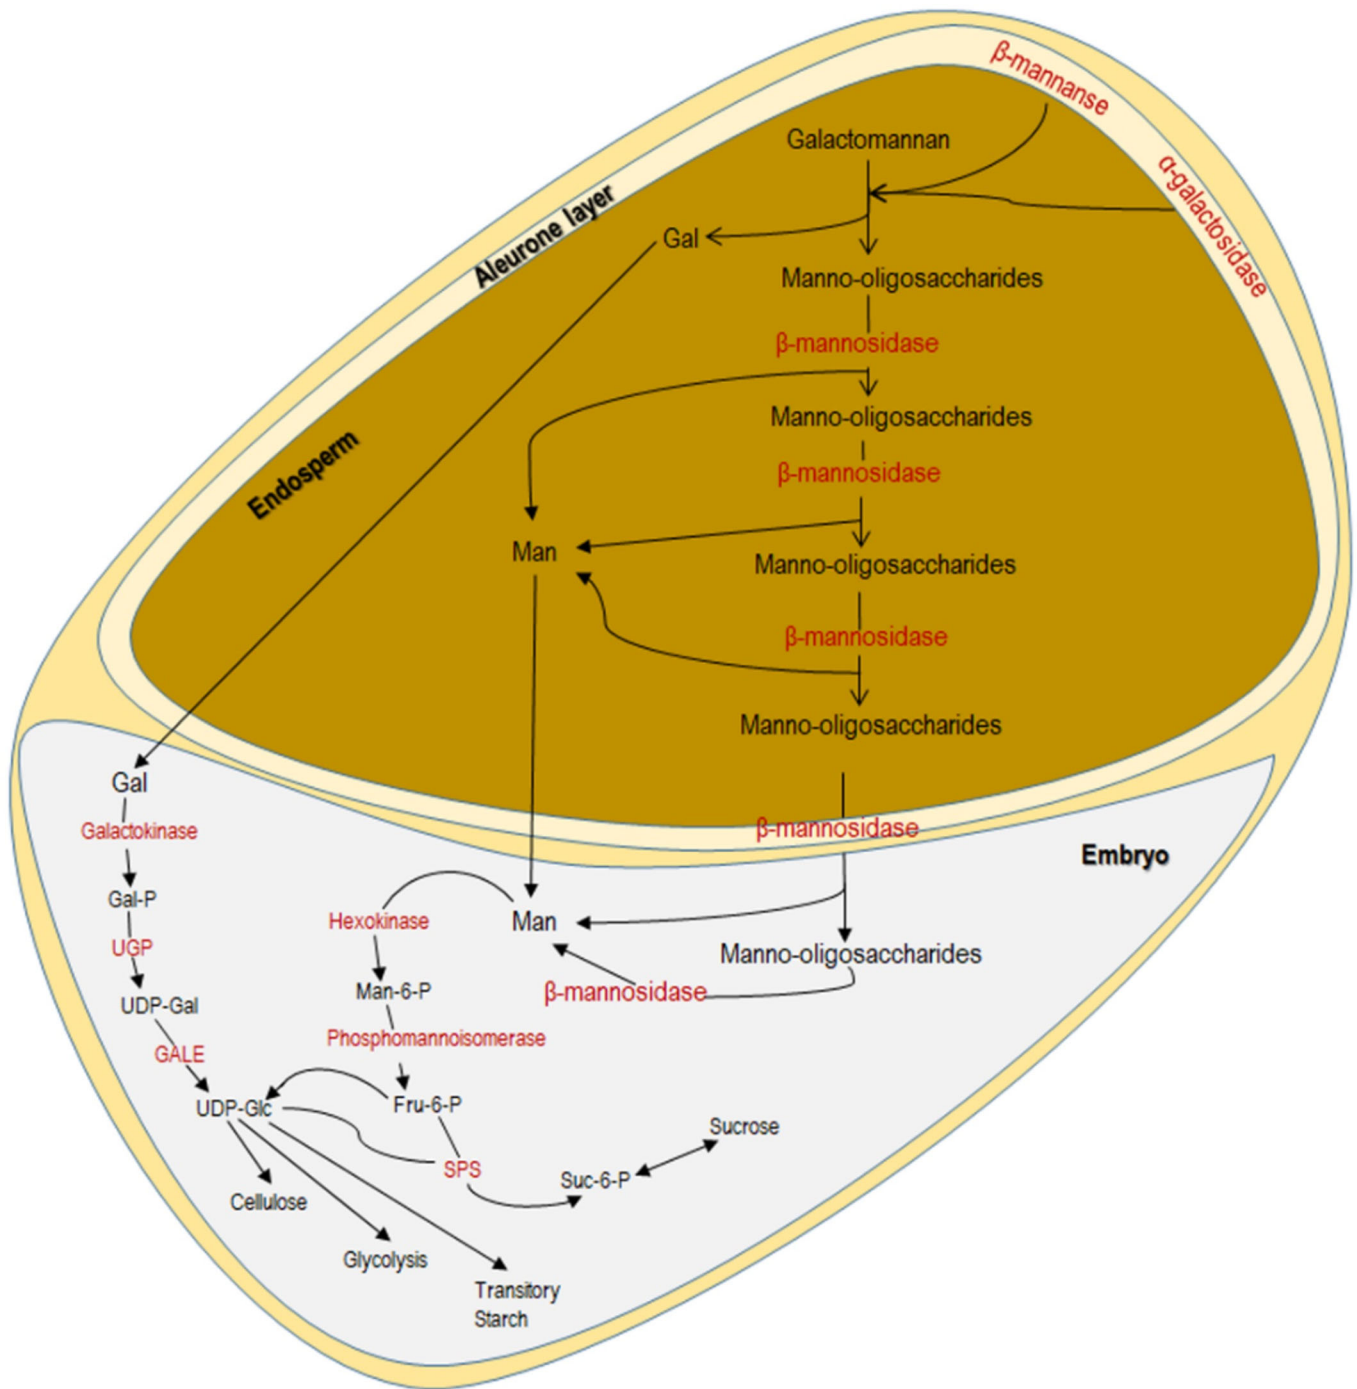 β-mannanse
α-galactosidase
Galactomannan
Aleurone layer
Gal
Manno-oligosaccharides
β-mannosidase
Manno-oligosaccharides
Endosperm
β-mannosidase
Man
Manno-oligosaccharides
β-mannosidase
Manno-oligosaccharides
Gal
Galactokinase
β-mannosidase
Embryo
Gal-P
Hexokinase
Man
UGP
Manno-oligosaccharides
Man-6-P
β-mannosidase
UDP-Gal
Phosphomannoisomerase
GALE
UDP-Glc
Fru-6-P
Sucrose
SPS
Suc-6-P
Cellulose
Glycolysis
Transitory
Starch